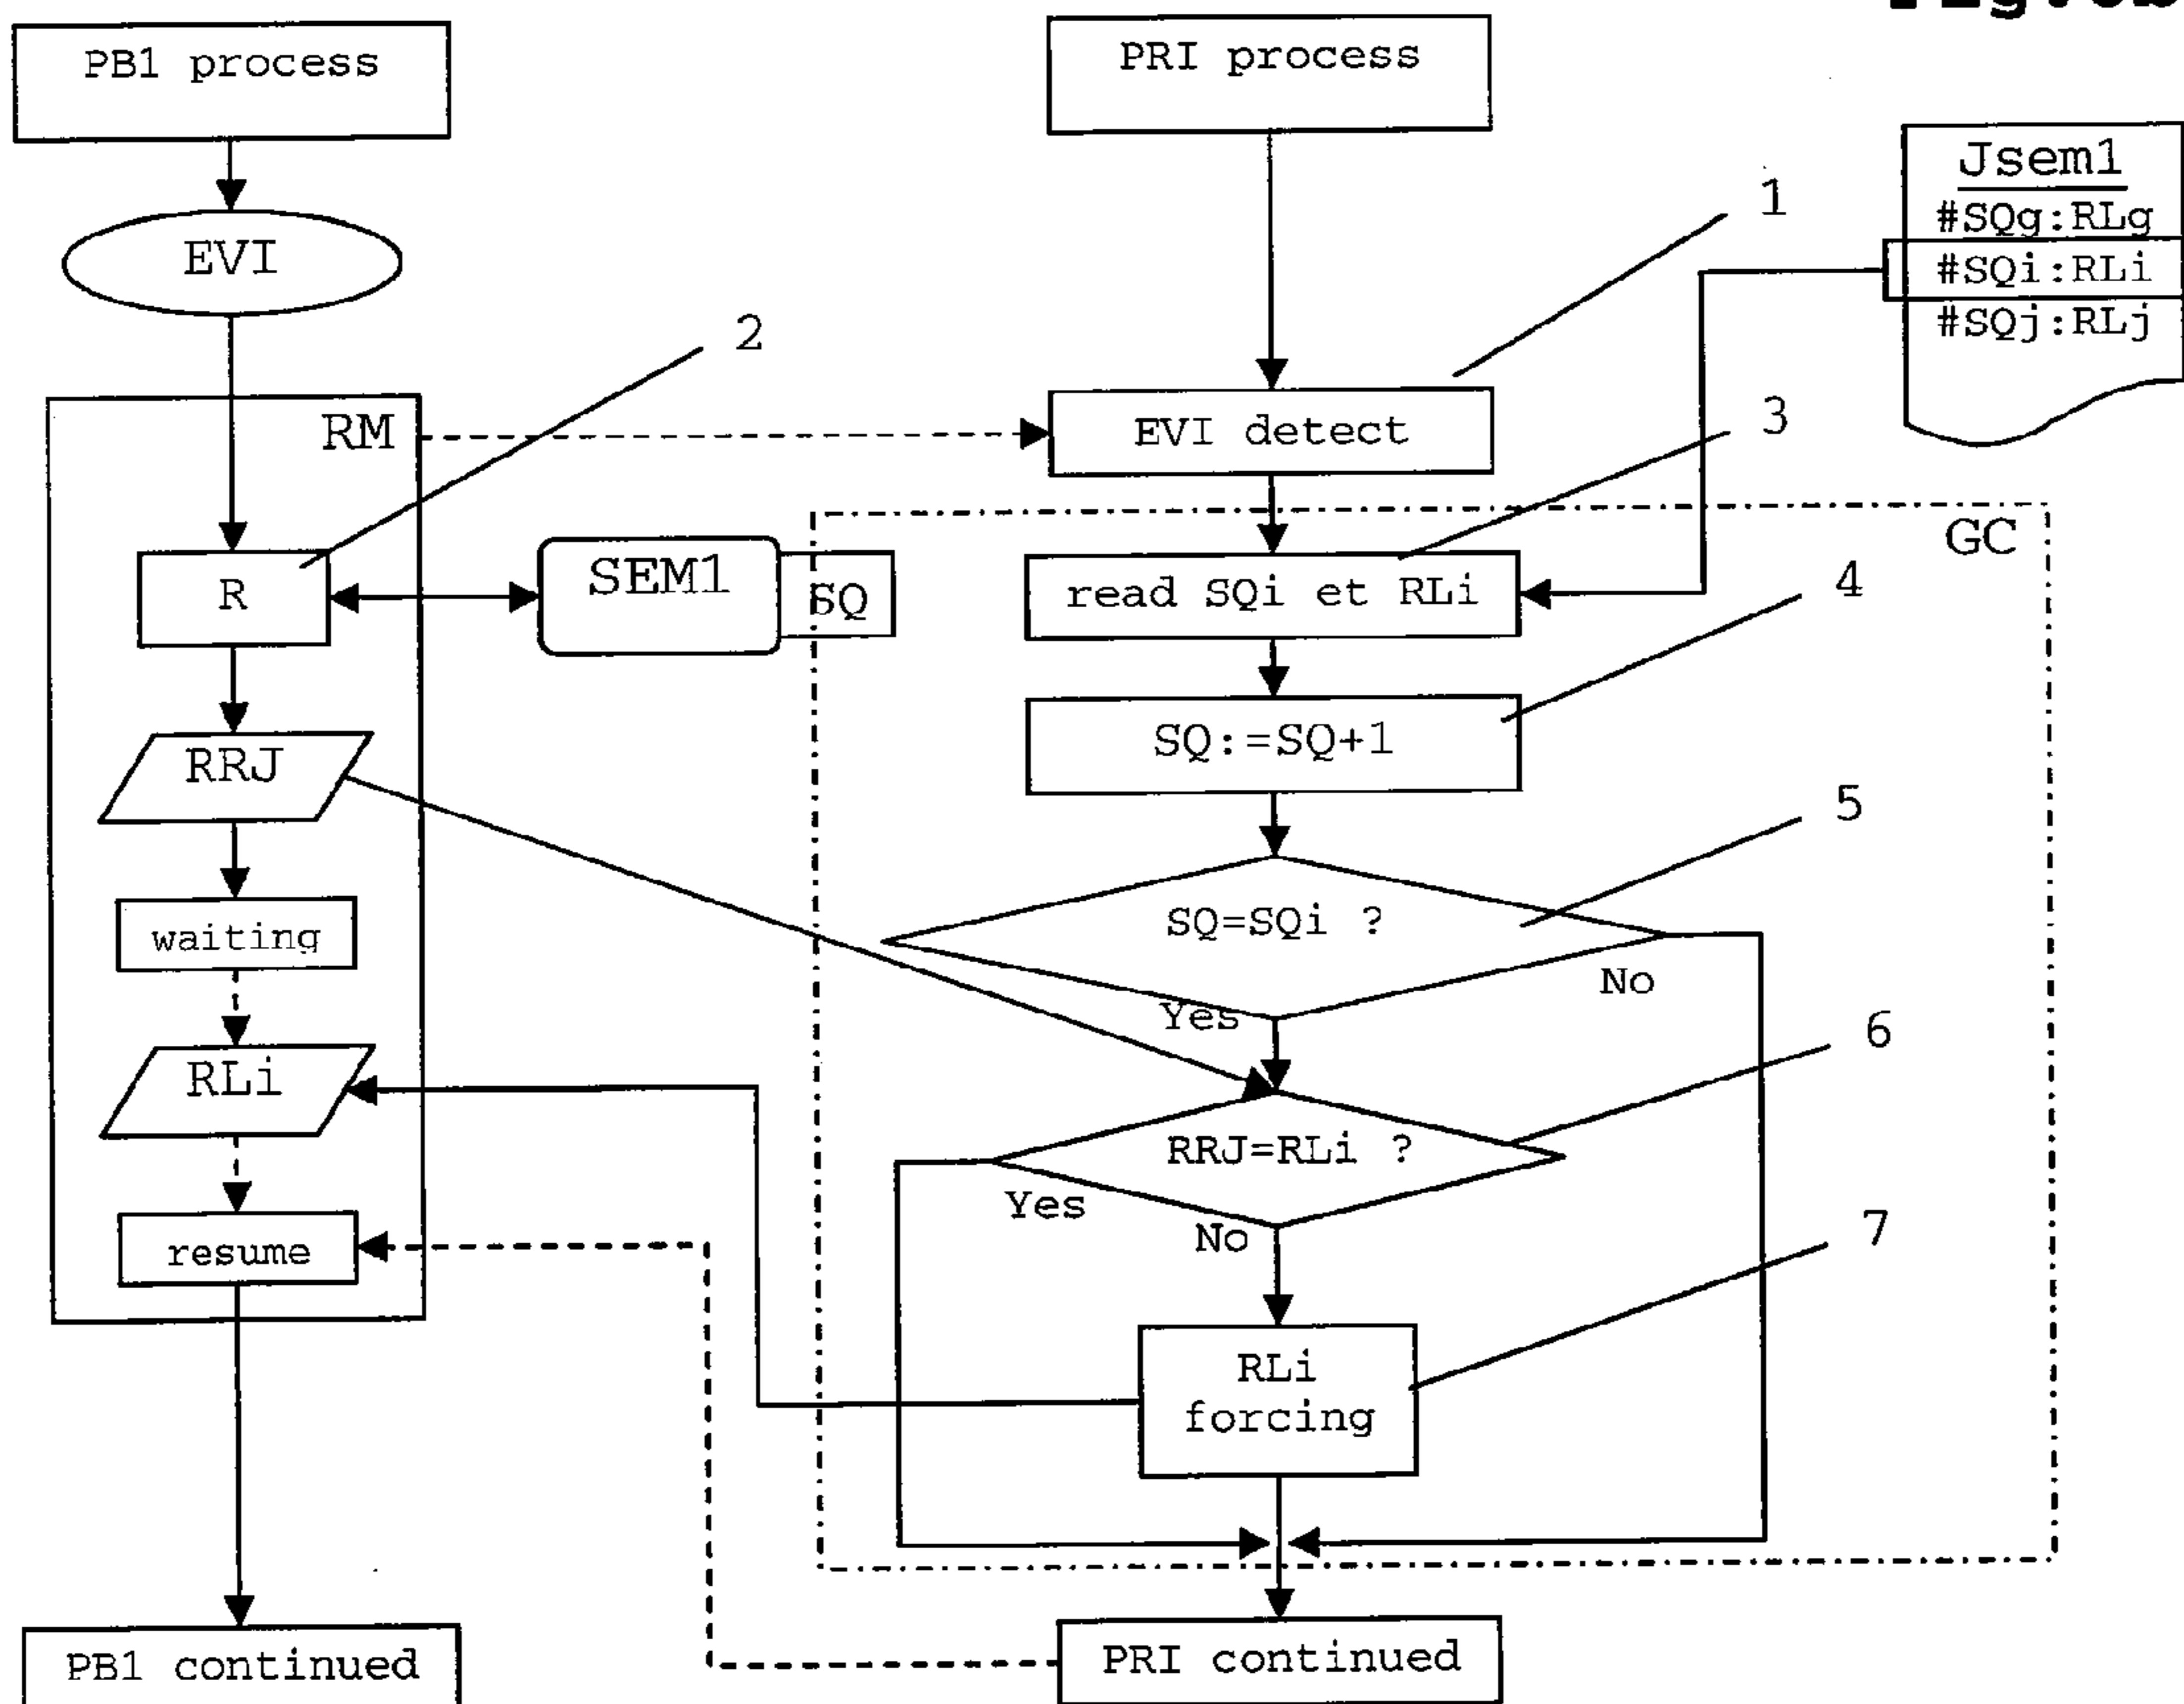 PB1 process
PRI process
Jsem1
#SQg:RLg
#SQi:RLi
#SQj:RLj
1
EVI
2
RM
EVI detect
3
GC
R
SEM1
SQ
read SQi et RLi
4
RRJ
SQ:=SQ+1
5
waiting
SQ=SQi ?
No
Yes
6
RLi
RRJ=RLi ?
Yes
No
7
resume
RLi
forcing
PB1 continued
PRI continued